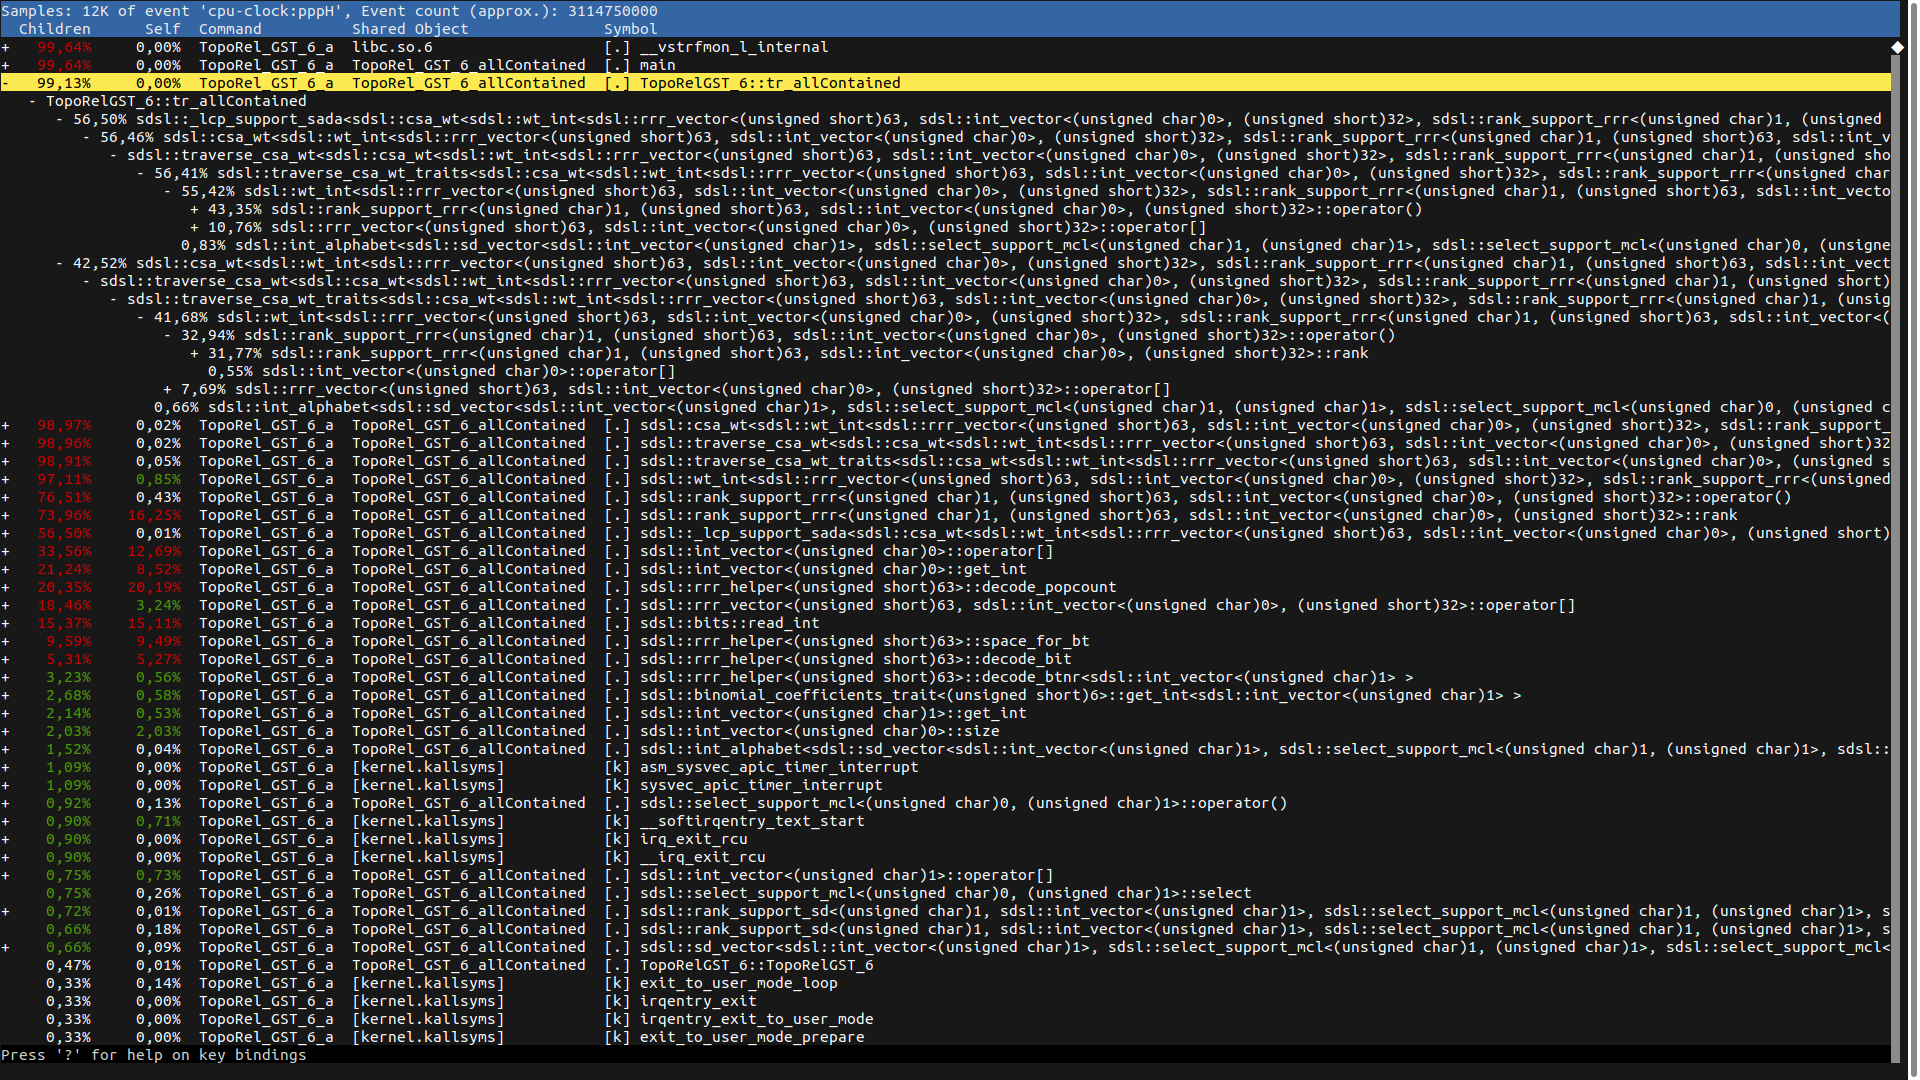 Samples: 12K of event 'cpu-clock:pppH', Event count (approx.): 3114750000
Children Self Command Shared Object Symbol
+ 99,64% 0,00% TopoRel_GST_6_a libc.so.6 [.] __vstrfmon_l_internal
+ 99,64% 0,00% TopoRel_GST_6_a TopoRel_GST_6_allContained [.] main
- 99,13% 0,00% TopoRel_GST_6_a TopoRel_GST_6_allContained [.] TopoRelGST_6::tr_allContained
- TopoRelGST_6::tr_allContained
- 56,50% sdsl::_lcp_support_sada<sdsl::csa_wt<sdsl::wt_int<sdsl::rrr_vector<(unsigned short)63, sdsl::int_vector<(unsigned char)0>, (unsigned short)32>, sdsl::rank_support_rrr<(unsigned char)1, (unsigned
- 56,46% sdsl::csa_wt<sdsl::wt_int<sdsl::rrr_vector<(unsigned short)63, sdsl::int_vector<(unsigned char)0>, (unsigned short)32>, sdsl::rank_support_rrr<(unsigned char)1, (unsigned short)63, sdsl::int_v
- sdsl::traverse_csa_wt<sdsl::csa_wt<sdsl::wt_int<sdsl::rrr_vector<(unsigned short)63, sdsl::int_vector<(unsigned char)0>, (unsigned short)32>, sdsl::rank_support_rrr<(unsigned char)1, (unsigned sho
- 56,41% sdsl::traverse_csa_wt_traits<sdsl::csa_wt<sdsl::wt_int<sdsl::rrr_vector<(unsigned short)63, sdsl::int_vector<(unsigned char)0>, (unsigned short)32>, sdsl::rank_support_rrr<(unsigned char
- 55,42% sdsl::wt_int<sdsl::rrr_vector<(unsigned short)63, sdsl::int_vector<(unsigned char)0>, (unsigned short)32>, sdsl::rank_support_rrr<(unsigned char)1, (unsigned short)63, sdsl::int_vecto
+ 43,35% sdsl::rank_support_rrr<(unsigned char)1, (unsigned short)63, sdsl::int_vector<(unsigned char)0>, (unsigned short)32>::operator()
+ 10,76% sdsl::rrr_vector<(unsigned short)63, sdsl::int_vector<(unsigned char)0>, (unsigned short)32>::operator[]
0,83% sdsl::int_alphabet<sdsl::sd_vector<sdsl::int_vector<(unsigned char)1>, sdsl::select_support_mcl<(unsigned char)1, (unsigned char)1>, sdsl::select_support_mcl<(unsigned char)0, (unsigne
- 42,52% sdsl::csa_wt<sdsl::wt_int<sdsl::rrr_vector<(unsigned short)63, sdsl::int_vector<(unsigned char)0>, (unsigned short)32>, sdsl::rank_support_rrr<(unsigned char)1, (unsigned short)63, sdsl::int_vect
- sdsl::traverse_csa_wt<sdsl::csa_wt<sdsl::wt_int<sdsl::rrr_vector<(unsigned short)63, sdsl::int_vector<(unsigned char)0>, (unsigned short)32>, sdsl::rank_support_rrr<(unsigned char)1, (unsigned short)
- sdsl::traverse_csa_wt_traits<sdsl::csa_wt<sdsl::wt_int<sdsl::rrr_vector<(unsigned short)63, sdsl::int_vector<(unsigned char)0>, (unsigned short)32>, sdsl::rank_support_rrr<(unsigned char)1, (unsig
- 41,68% sdsl::wt_int<sdsl::rrr_vector<(unsigned short)63, sdsl::int_vector<(unsigned char)0>, (unsigned short)32>, sdsl::rank_support_rrr<(unsigned char)1, (unsigned short)63, sdsl::int_vector<(
- 32,94% sdsl::rank_support_rrr<(unsigned char)1, (unsigned short)63, sdsl::int_vector<(unsigned char)0>, (unsigned short)32>::operator()
+ 31,77% sdsl::rank_support_rrr<(unsigned char)1, (unsigned short)63, sdsl::int_vector<(unsigned char)0>, (unsigned short)32>::rank
0,55% sdsl::int_vector<(unsigned char)0>::operator[]
+ 7,69% sdsl::rrr_vector<(unsigned short)63, sdsl::int_vector<(unsigned char)0>, (unsigned short)32>::operator[]
0,66% sdsl::int_alphabet<sdsl::sd_vector<sdsl::int_vector<(unsigned char)1>, sdsl::select_support_mcl<(unsigned char)1, (unsigned char)1>, sdsl::select_support_mcl<(unsigned char)0, (unsigned c
+ 98,97% 0,02% TopoRel_GST_6_a TopoRel_GST_6_allContained [.] sdsl::csa_wt<sdsl::wt_int<sdsl::rrr_vector<(unsigned short)63, sdsl::int_vector<(unsigned char)0>, (unsigned short)32>, sdsl::rank_support_
+ 98,96% 0,02% TopoRel_GST_6_a TopoRel_GST_6_allContained [.] sdsl::traverse_csa_wt<sdsl::csa_wt<sdsl::wt_int<sdsl::rrr_vector<(unsigned short)63, sdsl::int_vector<(unsigned char)0>, (unsigned short)32
+ 98,91% 0,05% TopoRel_GST_6_a TopoRel_GST_6_allContained [.] sdsl::traverse_csa_wt_traits<sdsl::csa_wt<sdsl::wt_int<sdsl::rrr_vector<(unsigned short)63, sdsl::int_vector<(unsigned char)0>, (unsigned s
+ 97,11% 0,85% TopoRel_GST_6_a TopoRel_GST_6_allContained [.] sdsl::wt_int<sdsl::rrr_vector<(unsigned short)63, sdsl::int_vector<(unsigned char)0>, (unsigned short)32>, sdsl::rank_support_rrr<(unsigned
+ 76,51% 0,43% TopoRel_GST_6_a TopoRel_GST_6_allContained [.] sdsl::rank_support_rrr<(unsigned char)1, (unsigned short)63, sdsl::int_vector<(unsigned char)0>, (unsigned short)32>::operator()
+ 73,96% 16,25% TopoRel_GST_6_a TopoRel_GST_6_allContained [.] sdsl::rank_support_rrr<(unsigned char)1, (unsigned short)63, sdsl::int_vector<(unsigned char)0>, (unsigned short)32>::rank
+ 56,50% 0,01% TopoRel_GST_6_a TopoRel_GST_6_allContained [.] sdsl::_lcp_support_sada<sdsl::csa_wt<sdsl::wt_int<sdsl::rrr_vector<(unsigned short)63, sdsl::int_vector<(unsigned char)0>, (unsigned short)
+ 33,56% 12,69% TopoRel_GST_6_a TopoRel_GST_6_allContained [.] sdsl::int_vector<(unsigned char)0>::operator[]
+ 21,24% 8,52% TopoRel_GST_6_a TopoRel_GST_6_allContained [.] sdsl::int_vector<(unsigned char)0>::get_int
+ 20,35% 20,19% TopoRel_GST_6_a TopoRel_GST_6_allContained [.] sdsl::rrr_helper<(unsigned short)63>::decode_popcount
+ 18,46% 3,24% TopoRel_GST_6_a TopoRel_GST_6_allContained [.] sdsl::rrr_vector<(unsigned short)63, sdsl::int_vector<(unsigned char)0>, (unsigned short)32>::operator[]
+ 15,37% 15,11% TopoRel_GST_6_a TopoRel_GST_6_allContained [.] sdsl::bits::read_int
+ 9,59% 9,49% TopoRel_GST_6_a TopoRel_GST_6_allContained [.] sdsl::rrr_helper<(unsigned short)63>::space_for_bt
+ 5,31% 5,27% TopoRel_GST_6_a TopoRel_GST_6_allContained [.] sdsl::rrr_helper<(unsigned short)63>::decode_bit
+ 3,23% 0,56% TopoRel_GST_6_a TopoRel_GST_6_allContained [.] sdsl::rrr_helper<(unsigned short)63>::decode_btnr<sdsl::int_vector<(unsigned char)1> >
+ 2,68% 0,58% TopoRel_GST_6_a TopoRel_GST_6_allContained [.] sdsl::binomial_coefficients_trait<(unsigned short)6>::get_int<sdsl::int_vector<(unsigned char)1> >
+ 2,14% 0,53% TopoRel_GST_6_a TopoRel_GST_6_allContained [.] sdsl::int_vector<(unsigned char)1>::get_int
+ 2,03% 2,03% TopoRel_GST_6_a TopoRel_GST_6_allContained [.] sdsl::int_vector<(unsigned char)0>::size
+ 1,52% 0,04% TopoRel_GST_6_a TopoRel_GST_6_allContained [.] sdsl::int_alphabet<sdsl::sd_vector<sdsl::int_vector<(unsigned char)1>, sdsl::select_support_mcl<(unsigned char)1, (unsigned char)1>, sdsl::
+ 1,09% 0,00% TopoRel_GST_6_a [kernel.kallsyms] [k] asm_sysvec_apic_timer_interrupt
+ 1,09% 0,00% TopoRel_GST_6_a [kernel.kallsyms] [k] sysvec_apic_timer_interrupt
+ 0,92% 0,13% TopoRel_GST_6_a TopoRel_GST_6_allContained [.] sdsl::select_support_mcl<(unsigned char)0, (unsigned char)1>::operator()
+ 0,90% 0,71% TopoRel_GST_6_a [kernel.kallsyms] [k] __softirqentry_text_start
+ 0,90% 0,00% TopoRel_GST_6_a [kernel.kallsyms] [k] irq_exit_rcu
+ 0,90% 0,00% TopoRel_GST_6_a [kernel.kallsyms] [k] __irq_exit_rcu
+ 0,75% 0,73% TopoRel_GST_6_a TopoRel_GST_6_allContained [.] sdsl::int_vector<(unsigned char)1>::operator[]
0,75% 0,26% TopoRel_GST_6_a TopoRel_GST_6_allContained [.] sdsl::select_support_mcl<(unsigned char)0, (unsigned char)1>::select
+ 0,72% 0,01% TopoRel_GST_6_a TopoRel_GST_6_allContained [.] sdsl::rank_support_sd<(unsigned char)1, sdsl::int_vector<(unsigned char)1>, sdsl::select_support_mcl<(unsigned char)1, (unsigned char)1>, s
0,66% 0,18% TopoRel_GST_6_a TopoRel_GST_6_allContained [.] sdsl::rank_support_sd<(unsigned char)1, sdsl::int_vector<(unsigned char)1>, sdsl::select_support_mcl<(unsigned char)1, (unsigned char)1>, s
+ 0,66% 0,09% TopoRel_GST_6_a TopoRel_GST_6_allContained [.] sdsl::sd_vector<sdsl::int_vector<(unsigned char)1>, sdsl::select_support_mcl<(unsigned char)1, (unsigned char)1>, sdsl::select_support_mcl<
0,47% 0,01% TopoRel_GST_6_a TopoRel_GST_6_allContained [.] TopoRelGST_6::TopoRelGST_6
0,33% 0,14% TopoRel_GST_6_a [kernel.kallsyms] [k] exit_to_user_mode_loop
0,33% 0,00% TopoRel_GST_6_a [kernel.kallsyms] [k] irqentry_exit
0,33% 0,00% TopoRel_GST_6_a [kernel.kallsyms] [k] irqentry_exit_to_user_mode
0,33% 0,00% TopoRel_GST_6_a [kernel.kallsyms] [k] exit_to_user_mode_prepare
Press '?' for help on key bindings